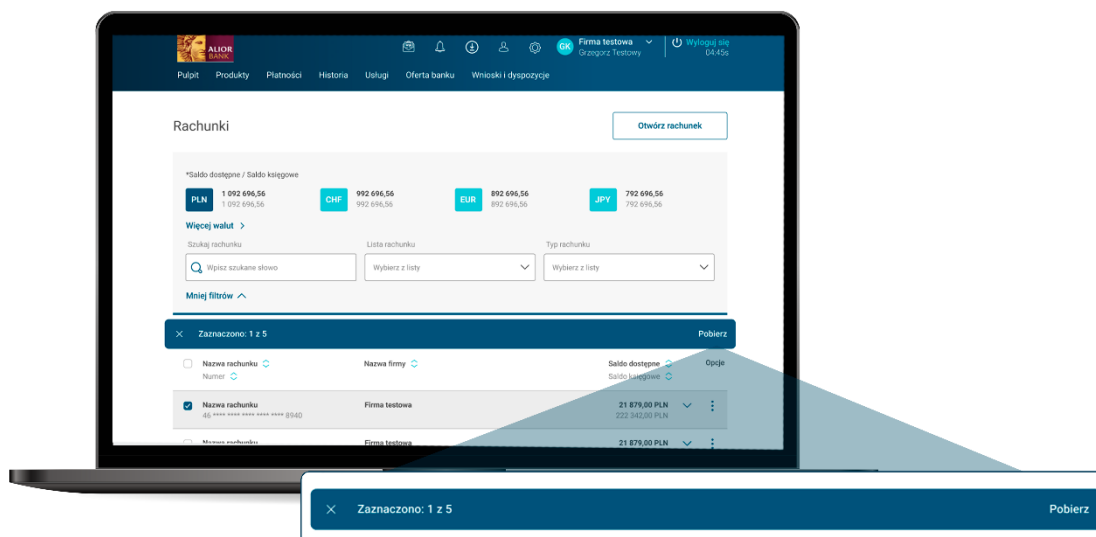 ALIOR
BANK
GK
Firma testowa
Grzegorz Testowy
Wyloguj się
04:45s
Pulpit Produkty Płatności Historia Usługi Oferta banku Wnioski i dyspozycje
Rachunki
Otwórz rachunek
*Saldo dostępne / Saldo księgowe
PLN 1 092 696,56
1 092 696,56
CHF 992 696,56
992 696,56
EUR 892 696,56
892 696,56
JPY 792 696,56
792 696,56
Więcej walut
Szukaj rachunku Lista rachunku Typ rachunku
Wpisz szukane słowo Wybierz z listy Wybierz z listy
Mniej filtrów
Zaznaczono: 1 z 5 Pobierz
Nazwa rachunku Nazwa firmy Saldo dostępne Opcje
Numer Saldo księgowe
Nazwa rachunku Firma testowa 21 879,00 PLN
46 **** **** **** **** **** 8940 222 342,00 PLN
Nazwa rachunku Firma testowa 21 879,00 PLN
Zaznaczono: 1 z 5 Pobierz